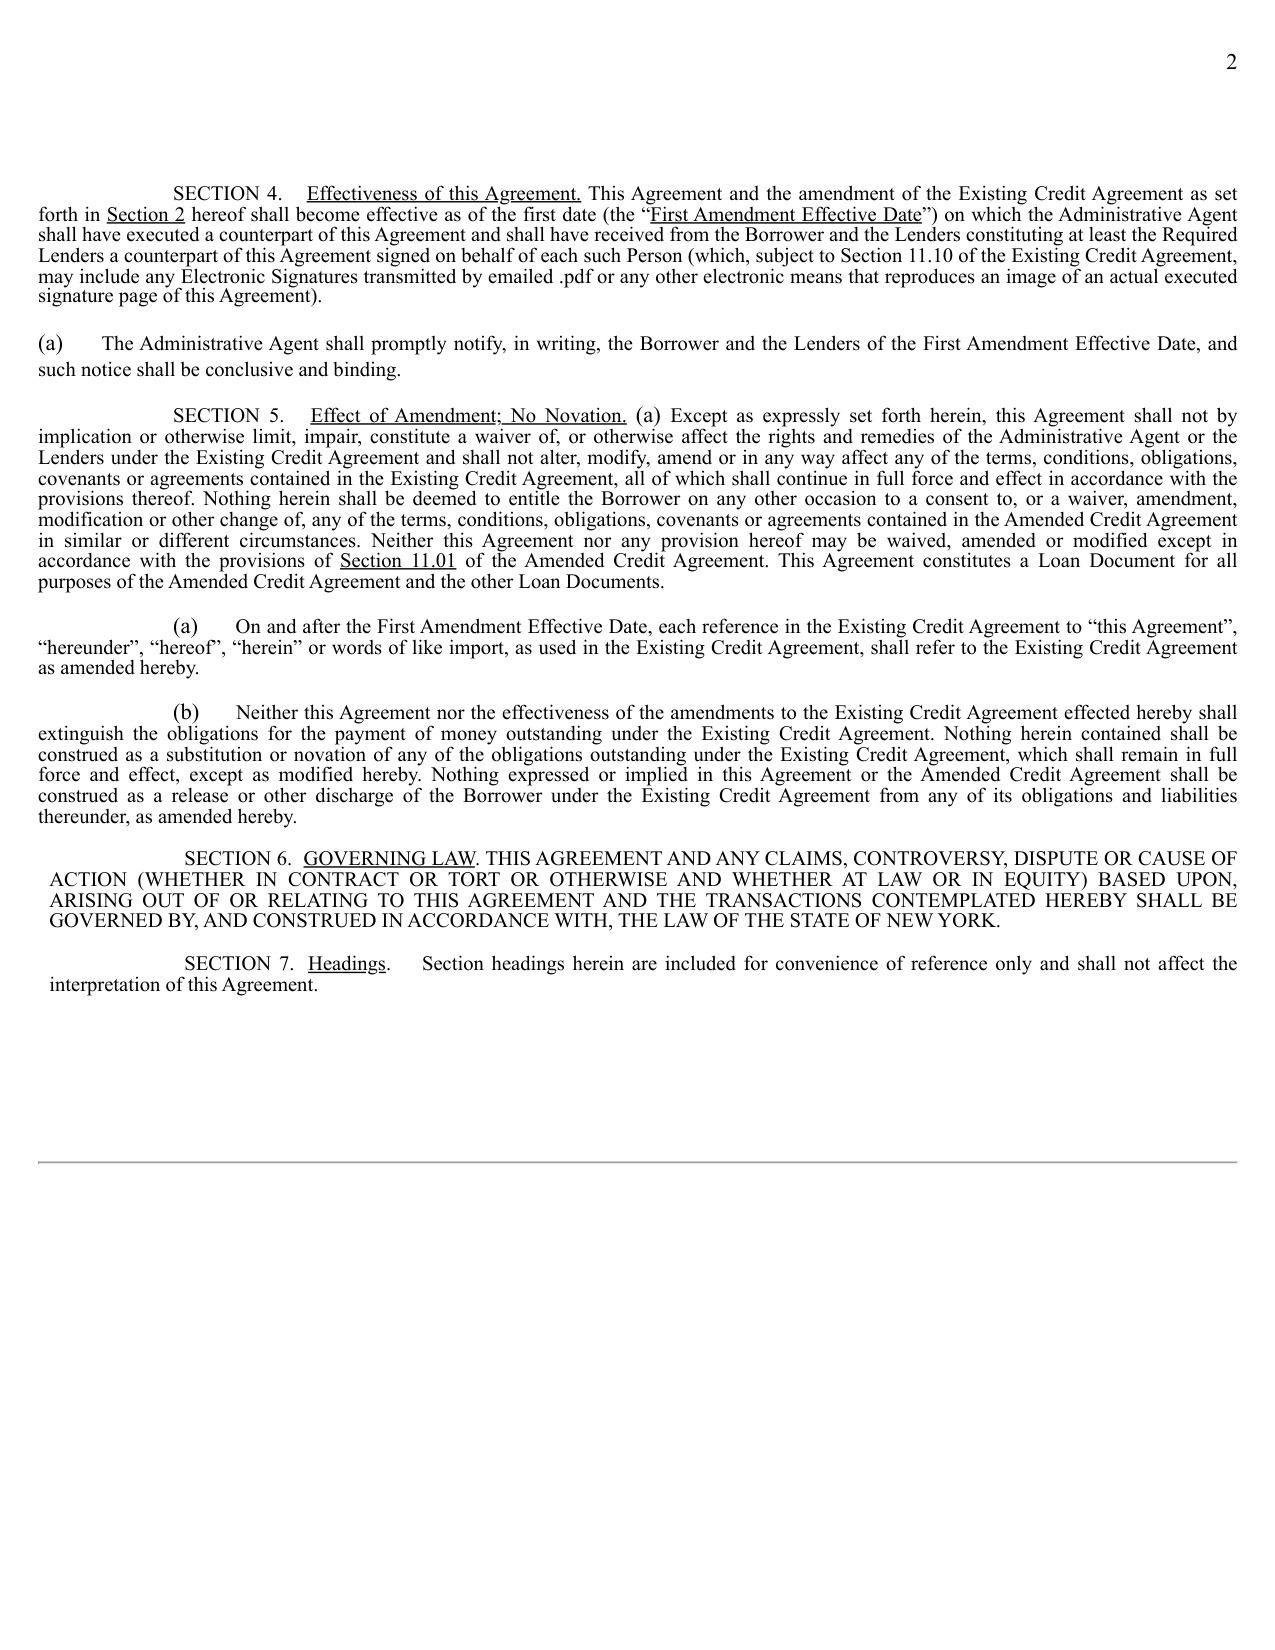 2
SECTION 4. Effectiveness of this Agreement. This Agreement and the amendment of the Existing Credit Agreement as set
forth in Section 2 hereof shall become effective as of the first date (the “First Amendment Effective Date”) on which the Administrative Agent
shall have executed a counterpart of this Agreement and shall have received from the Borrower and the Lenders constituting at least the Required
Lenders a counterpart of this Agreement signed on behalf of each such Person (which, subject to Section 11.10 of the Existing Credit Agreement,
may include any Electronic Signatures transmitted by emailed .pdf or any other electronic means that reproduces an image of an actual executed
signature page of this Agreement).
(a) The Administrative Agent shall promptly notify, in writing, the Borrower and the Lenders of the First Amendment Effective Date, and
such notice shall be conclusive and binding.
SECTION 5. Effect of Amendment; No Novation. (a) Except as expressly set forth herein, this Agreement shall not by
implication or otherwise limit, impair, constitute a waiver of, or otherwise affect the rights and remedies of the Administrative Agent or the
Lenders under the Existing Credit Agreement and shall not alter, modify, amend or in any way affect any of the terms, conditions, obligations,
covenants or agreements contained in the Existing Credit Agreement, all of which shall continue in full force and effect in accordance with the
provisions thereof. Nothing herein shall be deemed to entitle the Borrower on any other occasion to a consent to, or a waiver, amendment,
modification or other change of, any of the terms, conditions, obligations, covenants or agreements contained in the Amended Credit Agreement
in similar or different circumstances. Neither this Agreement nor any provision hereof may be waived, amended or modified except in
accordance with the provisions of Section 11.01 of the Amended Credit Agreement. This Agreement constitutes a Loan Document for all
purposes of the Amended Credit Agreement and the other Loan Documents.
(a) On and after the First Amendment Effective Date, each reference in the Existing Credit Agreement to “this Agreement”,
“hereunder”, “hereof”, “herein” or words of like import, as used in the Existing Credit Agreement, shall refer to the Existing Credit Agreement
as amended hereby.
(b) Neither this Agreement nor the effectiveness of the amendments to the Existing Credit Agreement effected hereby shall
extinguish the obligations for the payment of money outstanding under the Existing Credit Agreement. Nothing herein contained shall be
construed as a substitution or novation of any of the obligations outstanding under the Existing Credit Agreement, which shall remain in full
force and effect, except as modified hereby. Nothing expressed or implied in this Agreement or the Amended Credit Agreement shall be
construed as a release or other discharge of the Borrower under the Existing Credit Agreement from any of its obligations and liabilities
thereunder, as amended hereby.
SECTION 6. GOVERNING LAW. THIS AGREEMENT AND ANY CLAIMS, CONTROVERSY, DISPUTE OR CAUSE OF
ACTION (WHETHER IN CONTRACT OR TORT OR OTHERWISE AND WHETHER AT LAW OR IN EQUITY) BASED UPON,
ARISING OUT OF OR RELATING TO THIS AGREEMENT AND THE TRANSACTIONS CONTEMPLATED HEREBY SHALL BE
GOVERNED BY, AND CONSTRUED IN ACCORDANCE WITH, THE LAW OF THE STATE OF NEW YORK.
SECTION 7. Headings. Section headings herein are included for convenience of reference only and shall not affect the
interpretation of this Agreement.